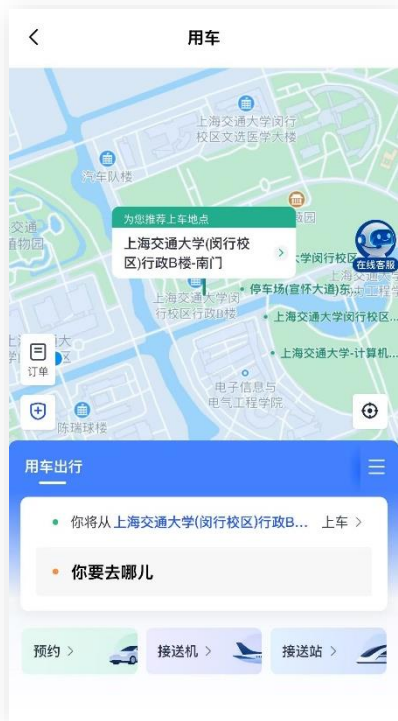 用车
上海交通大学闵行
校区文选医学大楼
汽车队楼
为您推荐上车地点
上海交通大学(闵行校
区)行政B楼-南门
在线客服
停车场(宣怀大道)东...
上海交通大学闵
行校区行政B楼
上海交通大学闵行校区...
订单
上海交通大学-计算机...
电子信息与
电气工程学院
陈瑞球楼
用车出行
你将从 上海交通大学(闵行校区)行政B... 上车
你要去哪儿
预约
接送机
接送站